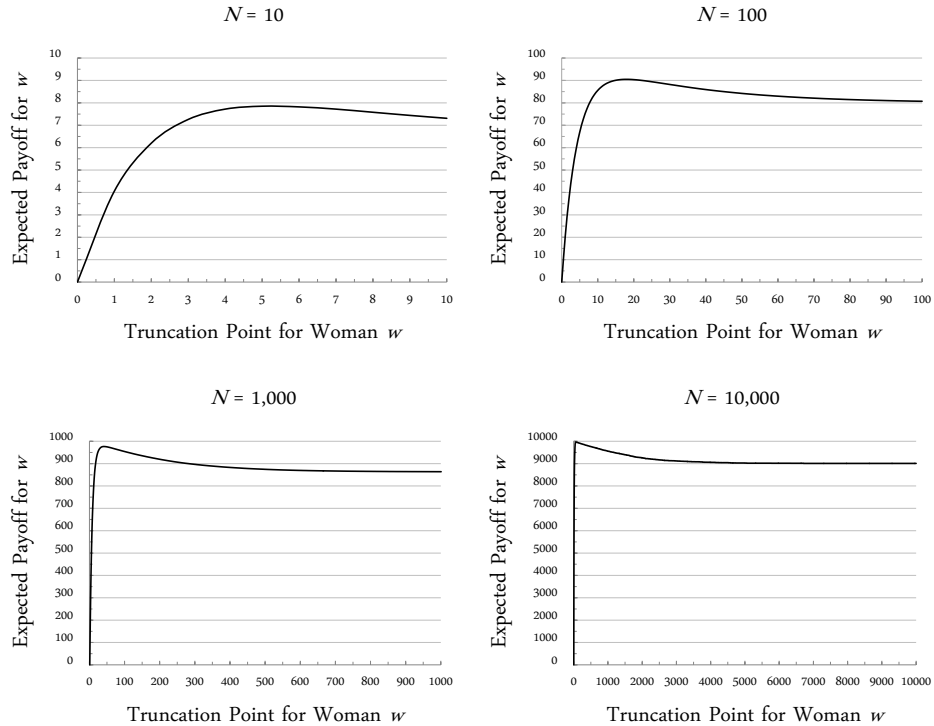 N = 10
Expected Payoff for w
10
9
8
7
6
5
4
3
2
1
0
0 1 2 3 4 5 6 7 8 9 10
Truncation Point for Woman w
N = 100
Expected Payoff for w
100
90
80
70
60
50
40
30
20
10
0
0 10 20 30 40 50 60 70 80 90 100
Truncation Point for Woman w
N = 1,000
Expected Payoff for w
1000
900
800
700
600
500
400
300
200
100
0
0 100 200 300 400 500 600 700 800 900 1000
Truncation Point for Woman w
N = 10,000
Expected Payoff for w
10000
9000
8000
7000
6000
5000
4000
3000
2000
1000
0
0 1000 2000 3000 4000 5000 6000 7000 8000 9000 10000
Truncation Point for Woman w